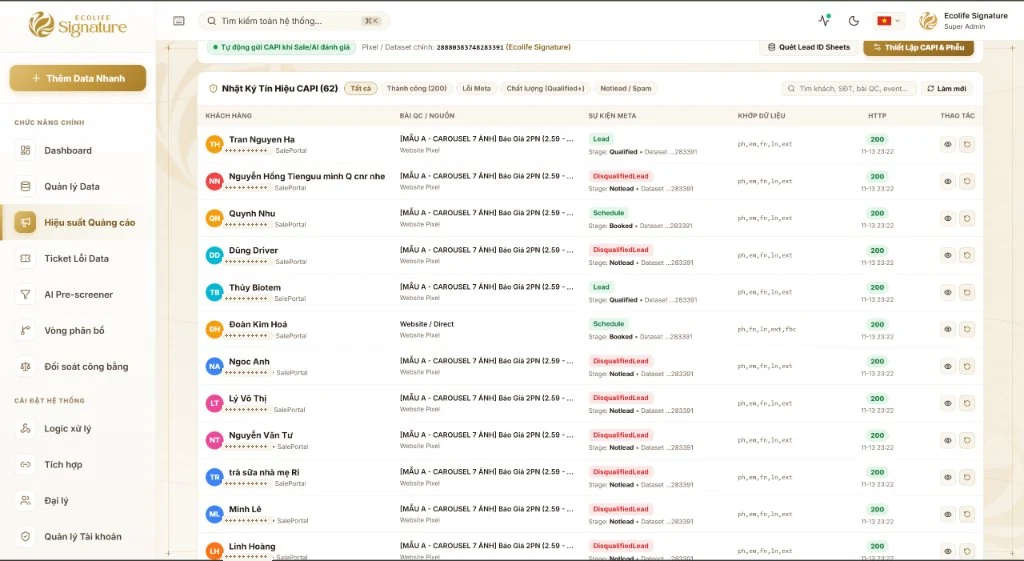 ECOLIFE
Signature
Tìm kiếm toàn hệ thống... ⌘K
Ecolife Signature
Super Admin
+ Thêm Data Nhanh
CHỨC NĂNG CHÍNH
Dashboard
Quản lý Data
Hiệu suất Quảng cáo
Ticket Lỗi Data
AI Pre-screener
Vòng phân bổ
Đối soát công bằng
CÀI ĐẶT HỆ THỐNG
Logic xử lý
Tích hợp
Đại lý
Quản lý Tài khoản
Tự động gửi CAPI khi Sale/AI đánh giá Pixel / Dataset chính: 28880383748283391 (Ecolife Signature) Quét Lead ID Sheets Thiết Lập CAPI & Phễu
Nhật Ký Tín Hiệu CAPI (62) Tất cả Thành công (200) Lỗi Meta Chất lượng (Qualified+) Notlead / Spam Tìm khách, SĐT, bài QC, event... Làm mới
KHÁCH HÀNG BÀI QC / NGUỒN SỰ KIỆN META KHỚP DỮ LIỆU HTTP THAO TÁC
TH Tran Nguyen Ha [MẪU A - CAROUSEL 7 ẢNH] Báo Giá 2PN (2.59 - ... Lead ph,em,fn,ln,ext 200
•••••••••• SalePortal Website Pixel Stage: Qualified • Dataset ...283391 11-13 23:22
NN Nguyễn Hồng Tienguu mình Q cnr nhe [MẪU A - CAROUSEL 7 ẢNH] Báo Giá 2PN (2.59 - ... DisqualifiedLead ph,em,fn,ln,ext 200
•••••••••• SalePortal Website Pixel Stage: Notlead • Dataset ...283391 11-13 23:22
QN Quynh Nhu [MẪU A - CAROUSEL 7 ẢNH] Báo Giá 2PN (2.59 - ... Schedule ph,em,fn,ln,ext 200
•••••••••• SalePortal Website Pixel Stage: Booked • Dataset ...283391 11-13 23:22
DD Dũng Driver [MẪU A - CAROUSEL 7 ẢNH] Báo Giá 2PN (2.59 - ... DisqualifiedLead ph,em,fn,ln,ext 200
•••••••••• SalePortal Website Pixel Stage: Notlead • Dataset ...283391 11-13 23:22
TB Thủy Biotem [MẪU A - CAROUSEL 7 ẢNH] Báo Giá 2PN (2.59 - ... Lead ph,em,fn,ln,ext 200
•••••••••• SalePortal Website Pixel Stage: Qualified • Dataset ...283391 11-13 23:22
ĐH Đoàn Kim Hoá Website / Direct Schedule ph,fn,ln,ext,fbc 200
•••••••••• SalePortal Website Pixel Stage: Booked • Dataset ...283391 11-13 23:22
NA Ngoc Anh [MẪU A - CAROUSEL 7 ẢNH] Báo Giá 2PN (2.59 - ... DisqualifiedLead ph,em,fn,ln,ext 200
•••••••••• • SalePortal Website Pixel Stage: Notlead • Dataset ...283391 11-13 23:22
LT Lý Võ Thị [MẪU A - CAROUSEL 7 ẢNH] Báo Giá 2PN (2.59 - ... DisqualifiedLead ph,em,fn,ln,ext 200
•••••••••• SalePortal Website Pixel Stage: Notlead • Dataset ...283391 11-13 23:22
NT Nguyễn Văn Tư [MẪU A - CAROUSEL 7 ẢNH] Báo Giá 2PN (2.59 - ... DisqualifiedLead ph,em,fn,ln,ext 200
•••••••••• • SalePortal Website Pixel Stage: Notlead • Dataset ...283391 11-13 23:22
TR trà sữa nhà mẹ Ri [MẪU A - CAROUSEL 7 ẢNH] Báo Giá 2PN (2.59 - ... DisqualifiedLead ph,em,fn,ln,ext 200
•••••••••• SalePortal Website Pixel Stage: Notlead • Dataset ...283391 11-13 23:22
ML Minh Lê [MẪU A - CAROUSEL 7 ẢNH] Báo Giá 2PN (2.59 - ... DisqualifiedLead ph,em,fn,ln,ext 200
•••••••••• • SalePortal Website Pixel Stage: Notlead • Dataset ...283391 11-13 23:22
LH Linh Hoàng [MẪU A - CAROUSEL 7 ẢNH] Báo Giá 2PN (2.59 - ... DisqualifiedLead ph,em,fn,ln,ext 200
•••••••••• • SalePortal Website Pixel Stage: Notlead • Dataset ...283391 11-13 23:22